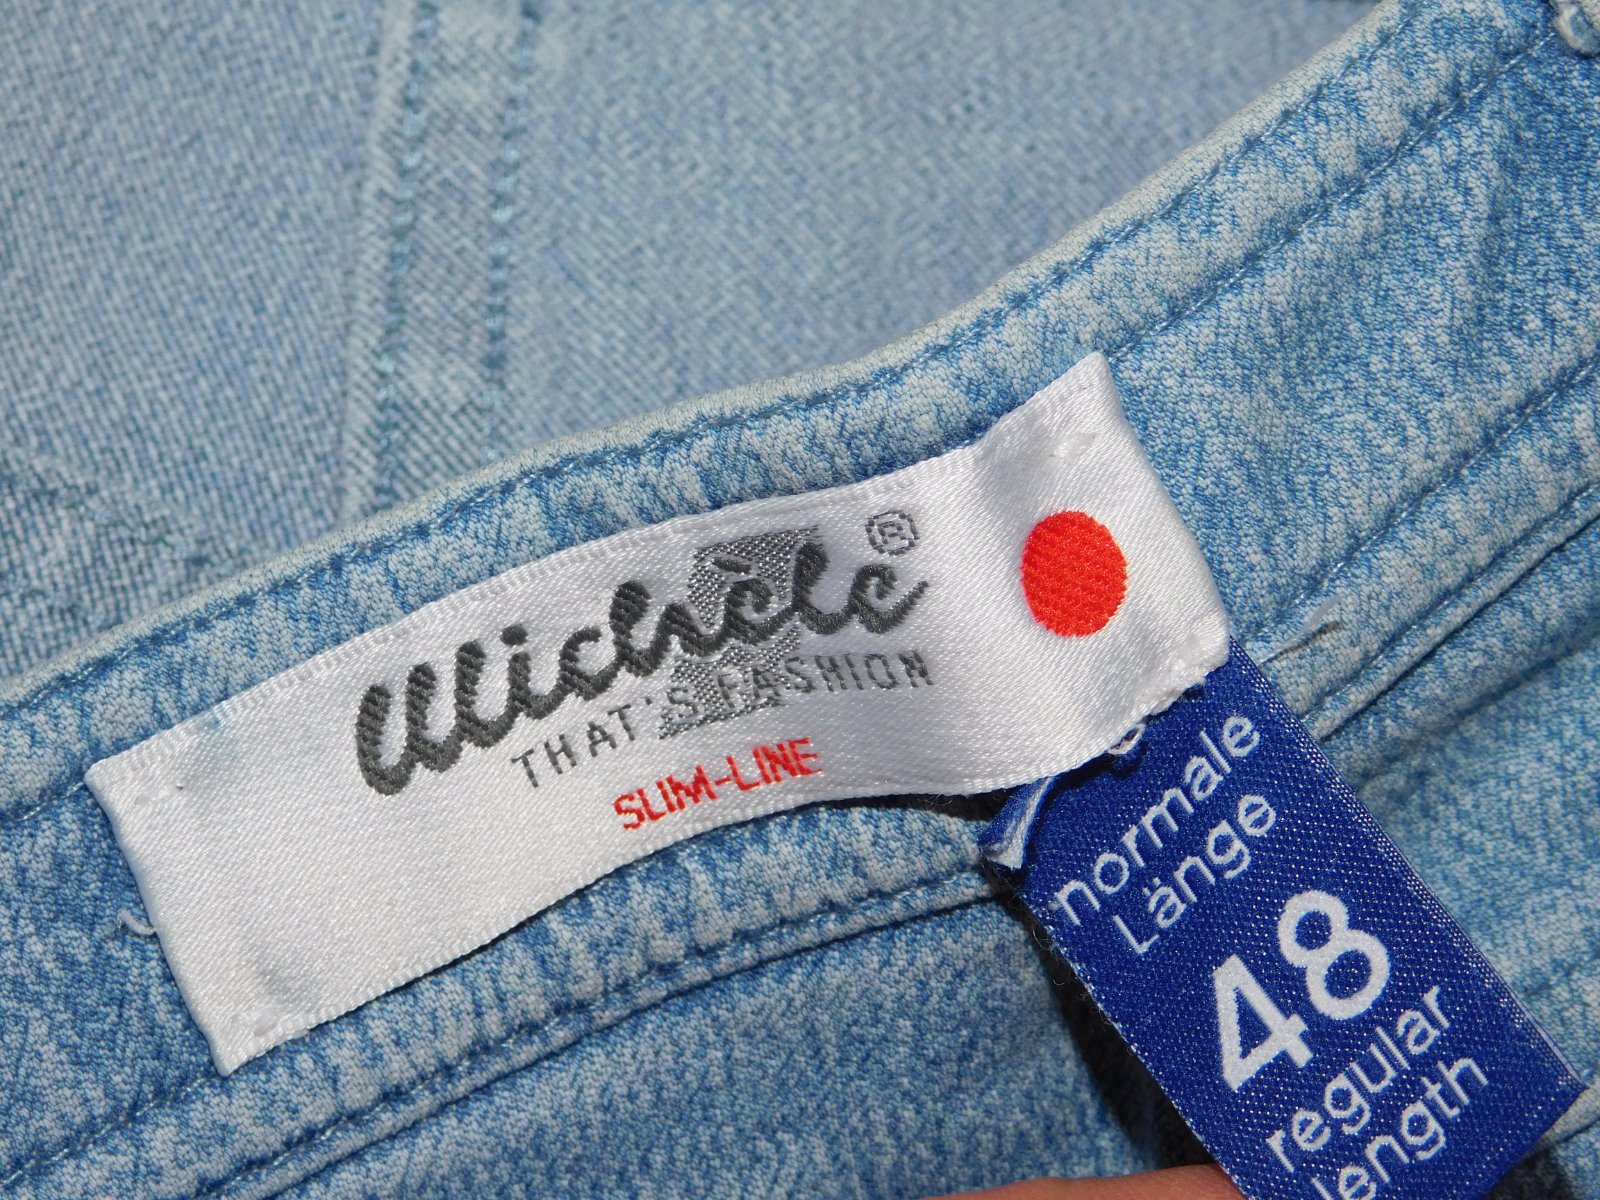 Michèle ®
THAT'S FASHION
SLIM-LINE
normale
Länge
48
regular
length